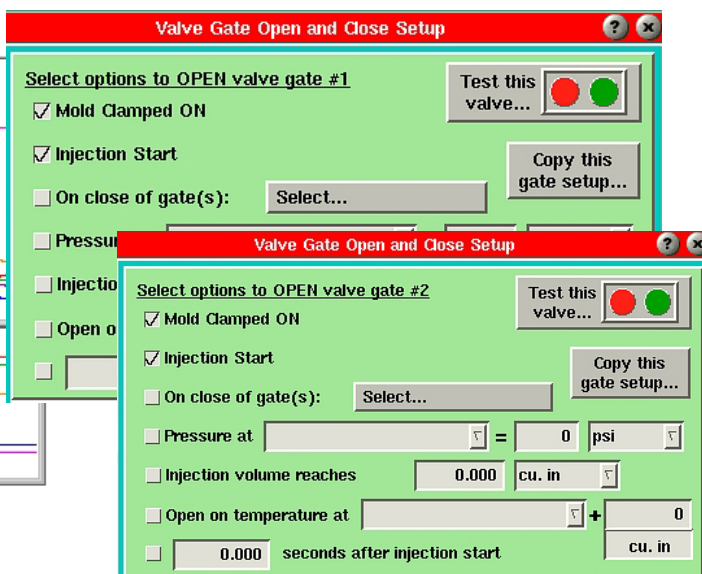 Valve Gate Open and Close Setup ? ×
Select options to OPEN valve gate #1
Test this
valve...
Mold Clamped ON
Injection Start
Copy this
gate setup...
On close of gate(s): Select...
Pressu
Injectio
Open o
Valve Gate Open and Close Setup ? ×
Select options to OPEN valve gate #2
Test this
valve...
Mold Clamped ON
Injection Start
Copy this
gate setup...
On close of gate(s): Select...
Pressure at = 0 psi
Injection volume reaches 0.000 cu. in
Open on temperature at + 0
cu. in
0.000 seconds after injection start